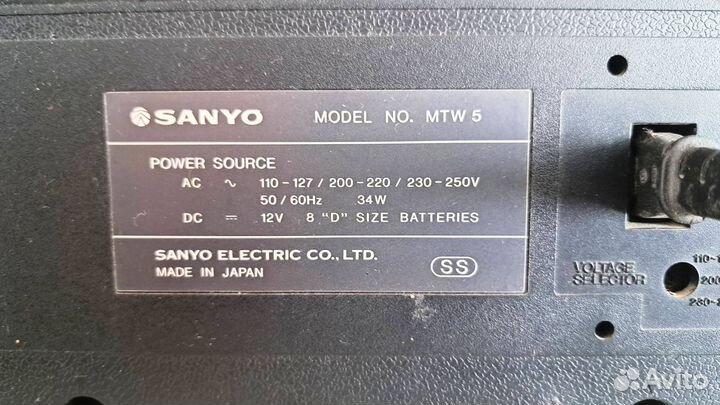 SANYO MODEL NO. MTW 5
POWER SOURCE
AC ~ 110-127 / 200-220 / 230-250V
50 / 60Hz 34W
DC ⎓ 12V 8 "D" SIZE BATTERIES
SANYO ELECTRIC CO., LTD.
MADE IN JAPAN
SS
VOLTAGE
SELECTOR
Avito